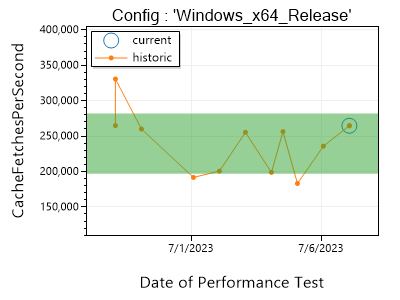 Config : 'Windows_x64_Release'
current
historic
400,000
350,000
300,000
250,000
200,000
150,000
CacheFetchesPerSecond
7/1/2023
7/6/2023
Date of Performance Test